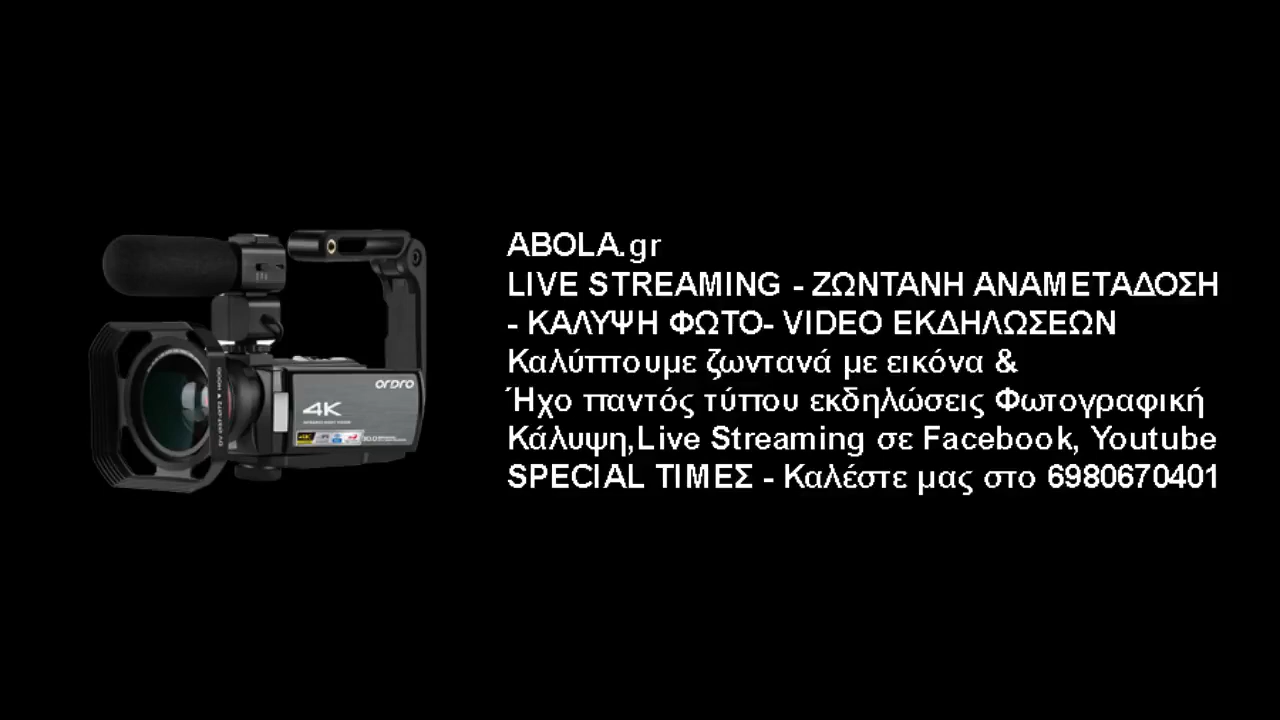 ABOLA.gr
LIVE STREAMING - ΖΩΝΤΑΝΗ ΑΝΑΜΕΤΑΔΟΣΗ
- ΚΑΛΥΨΗ ΦΩΤΟ- VIDEO ΕΚΔΗΛΩΣΕΩΝ
Καλύπτουμε ζωντανά με εικόνα &
Ήχο παντός τύπου εκδηλώσεις Φωτογραφική
Κάλυψη,Live Streaming σε Facebook, Youtube
SPECIAL TIMEΣ - Καλέστε μας στο 6980670401
ORDRO
4K